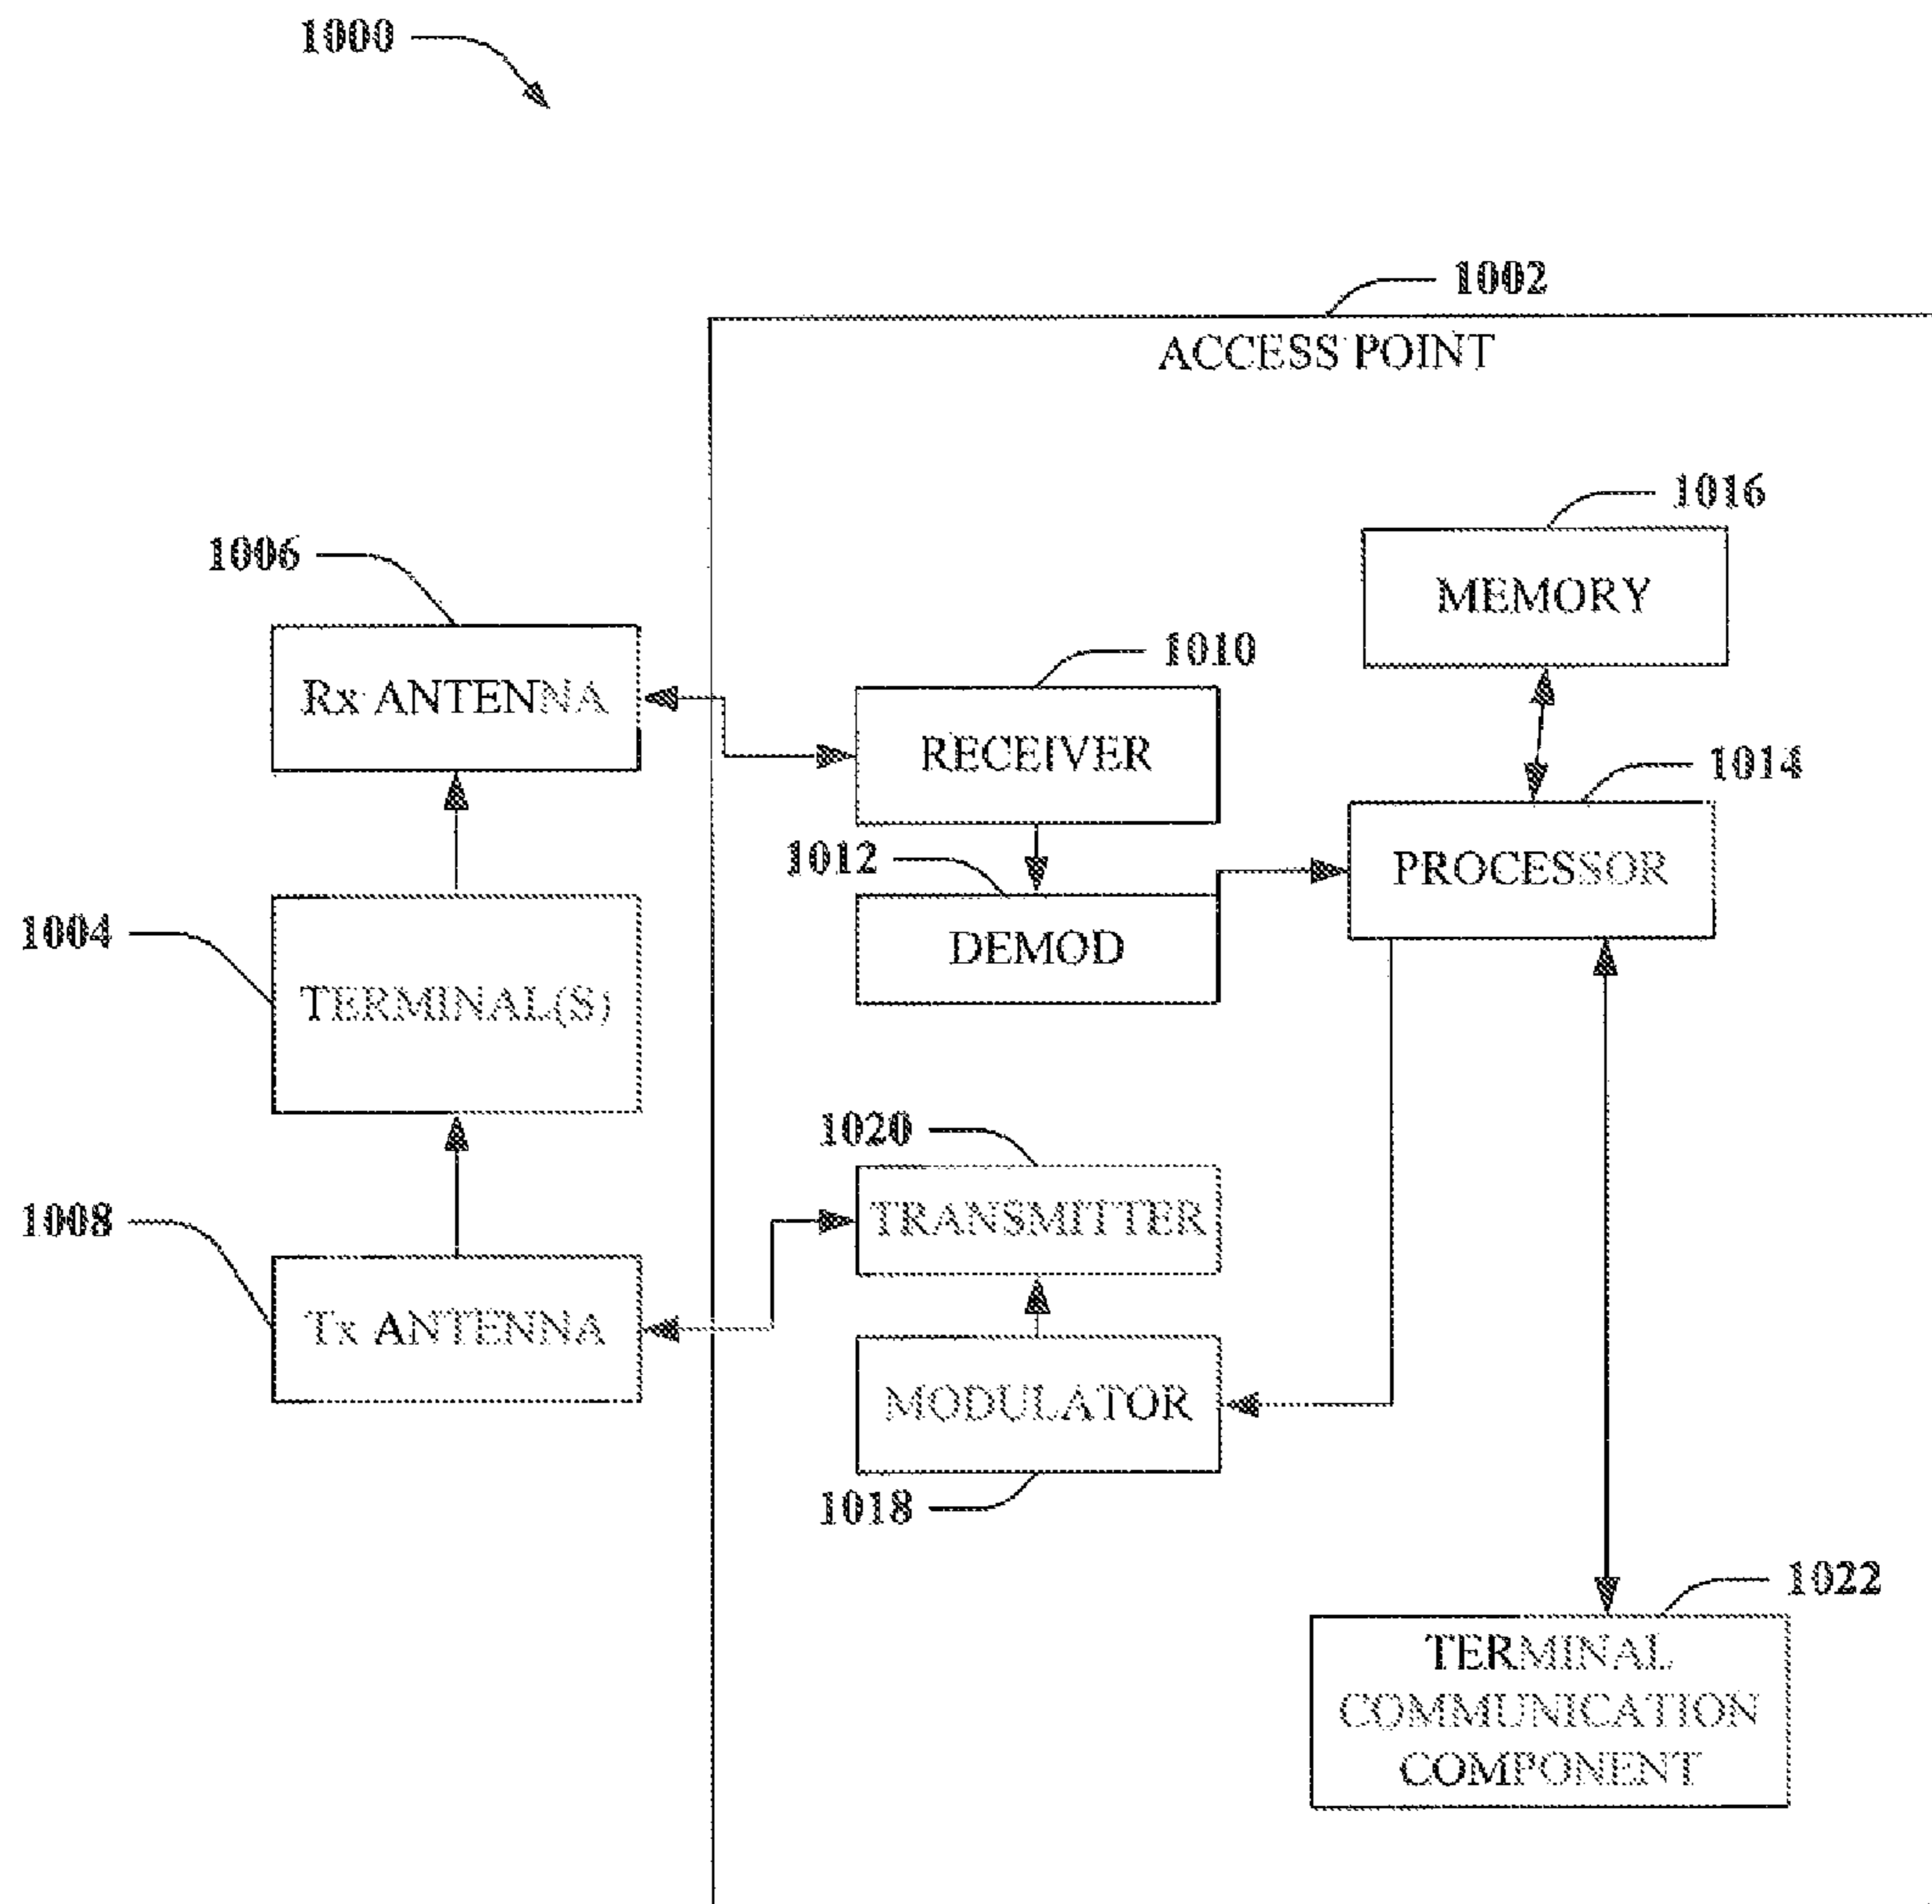 1000
1002
ACCESS POINT
1016
MEMORY
1006
Rx ANTENNA
1010
RECEIVER
1014
PROCESSOR
1012
DEMOD
1004
TERMINAL(S)
1020
TRANSMITTER
1008
Tx ANTENNA
MODULATOR
1018
1022
TERMINAL
COMMUNICATION
COMPONENT